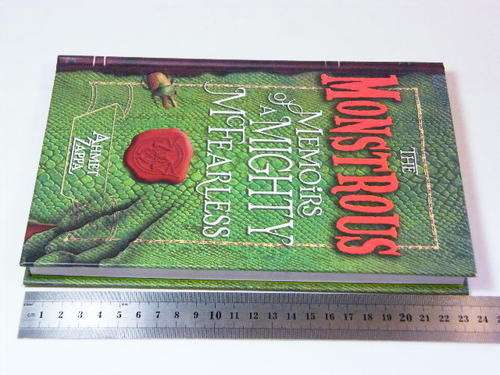 THE
MONSTROUS
MEMOIRS
OF A
MIGHTY
McFEARLESS
AHMET
ZAPPA
1 2 3 4 5 6 7 8 9 10 11 12 13 14 15 16 17 18 19 20 21 22 23 24